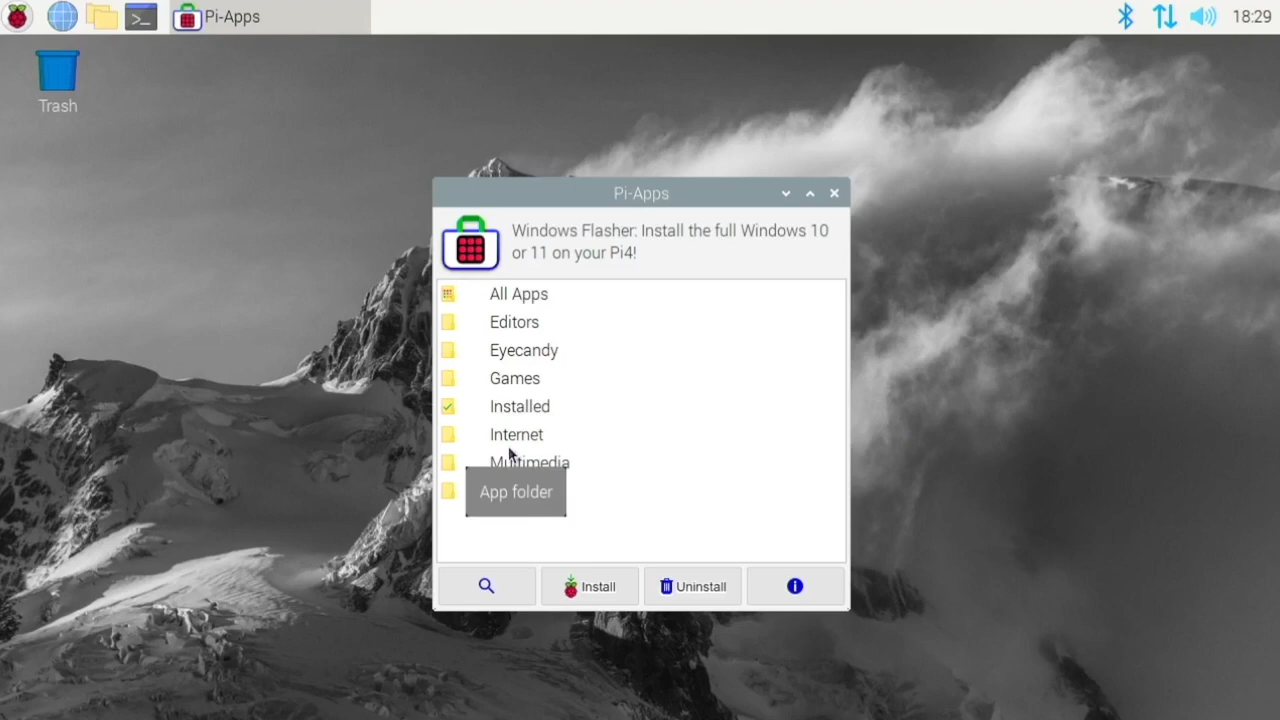 Pi-Apps
18:29
Trash
Pi-Apps
Windows Flasher: Install the full Windows 10
or 11 on your Pi4!
All Apps
Editors
Eyecandy
Games
Installed
Internet
Multimedia
App folder
Install
Uninstall